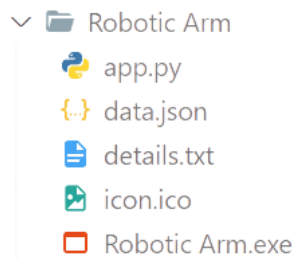 Robotic Arm
app.py
data.json
details.txt
icon.ico
Robotic Arm.exe